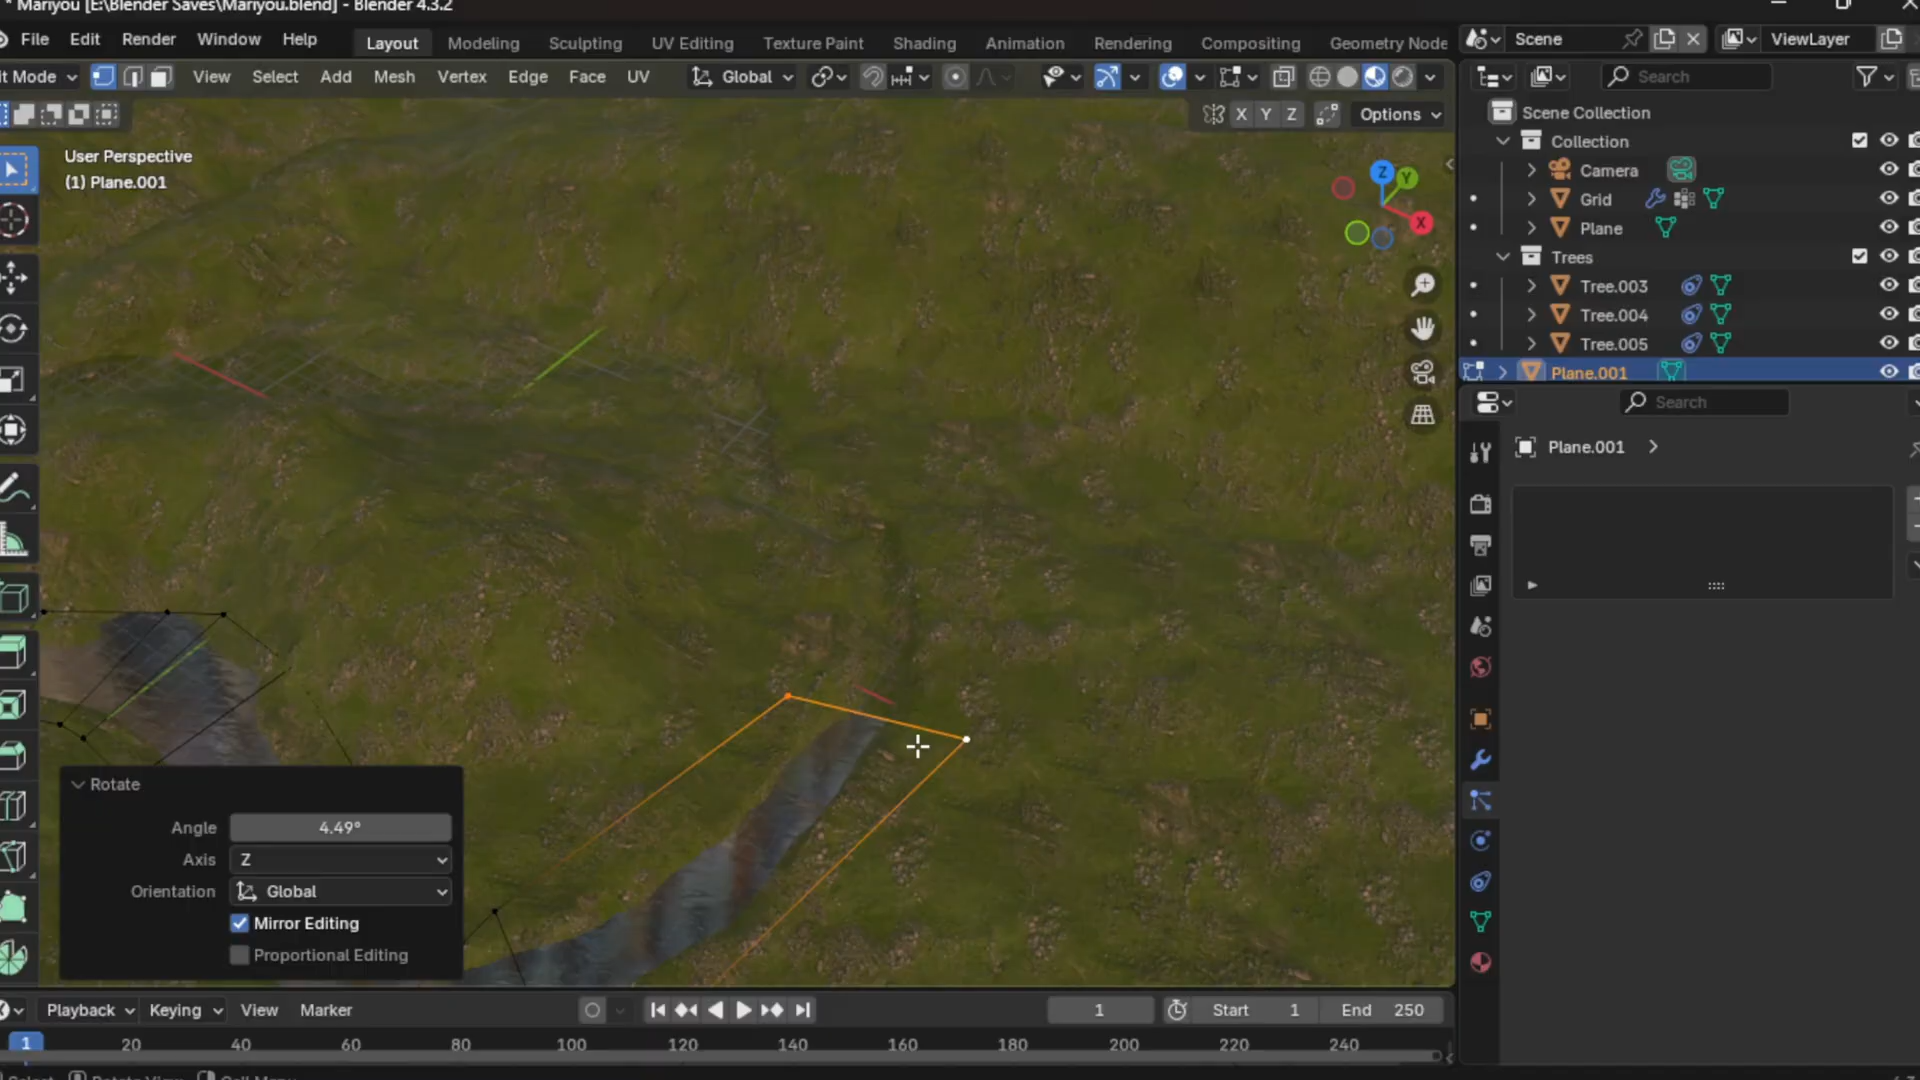 * Mariyou [E:\Blender Saves\Mariyou.blend] - Blender 4.3.2
File Edit Render Window Help Layout Modeling Sculpting UV Editing Texture Paint Shading Animation Rendering Compositing Geometry Node Scene ViewLayer
it Mode View Select Add Mesh Vertex Edge Face UV Global Search
X Y Z Options
Scene Collection
Collection
User Perspective
(1) Plane.001
Camera
Grid
Plane
Trees
Tree.003
Tree.004
Tree.005
Plane.001
Z Y X
Search
Plane.001
Rotate
Angle 4.49°
Axis Z
Orientation Global
Mirror Editing
Proportional Editing
Playback Keying View Marker 1 Start 1 End 250
1 20 40 60 80 100 120 140 160 180 200 220 240